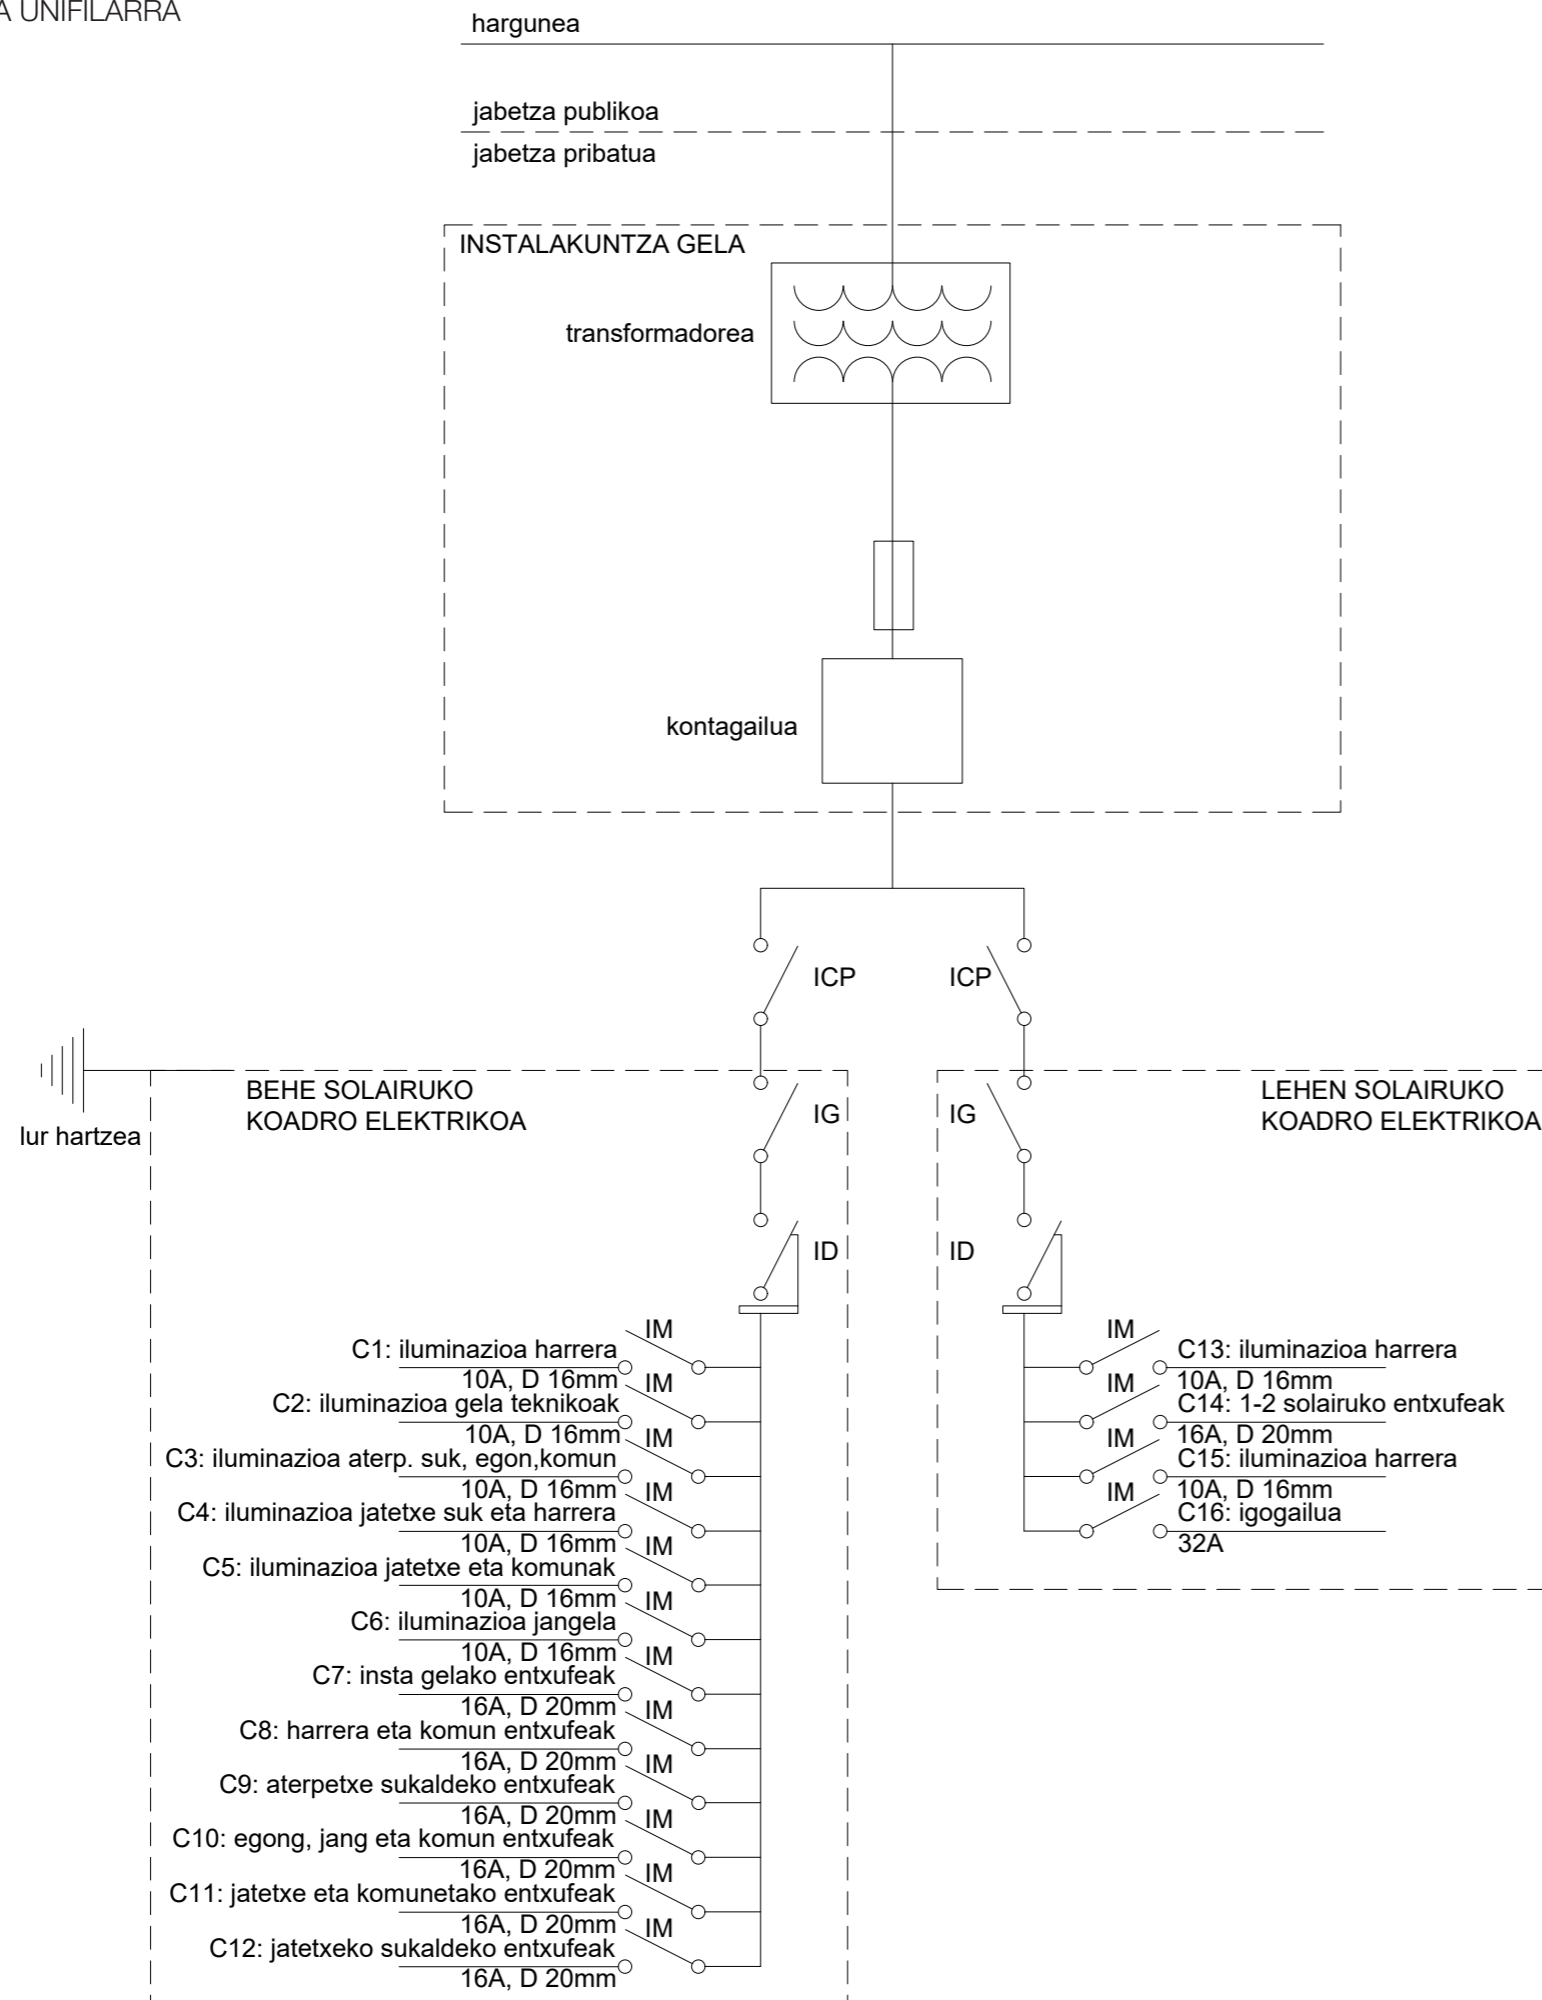 A UNIFILARRA
hargunea
jabetza publikoa
jabetza pribatua
INSTALAKUNTZA GELA
transformadorea
kontagailua
ICP
ICP
lur hartzea
BEHE SOLAIRUKO
KOADRO ELEKTRIKOA
IG
ID
IM
C1: iluminazioa harrera
10A, D 16mm
IM
C2: iluminazioa gela teknikoak
10A, D 16mm
IM
C3: iluminazioa aterp. suk, egon,komun
10A, D 16mm
IM
C4: iluminazioa jatetxe suk eta harrera
10A, D 16mm
IM
C5: iluminazioa jatetxe eta komunak
10A, D 16mm
IM
C6: iluminazioa jangela
10A, D 16mm
IM
C7: insta gelako entxufeak
16A, D 20mm
IM
C8: harrera eta komun entxufeak
16A, D 20mm
IM
C9: aterpetxe sukaldeko entxufeak
16A, D 20mm
IM
C10: egong, jang eta komun entxufeak
16A, D 20mm
IM
C11: jatetxe eta komunetako entxufeak
16A, D 20mm
IM
C12: jatetxeko sukaldeko entxufeak
16A, D 20mm
LEHEN SOLAIRUKO
KOADRO ELEKTRIKOA
IG
ID
IM
C13: iluminazioa harrera
10A, D 16mm
IM
C14: 1-2 solairuko entxufeak
16A, D 20mm
IM
C15: iluminazioa harrera
10A, D 16mm
IM
C16: igogailua
32A